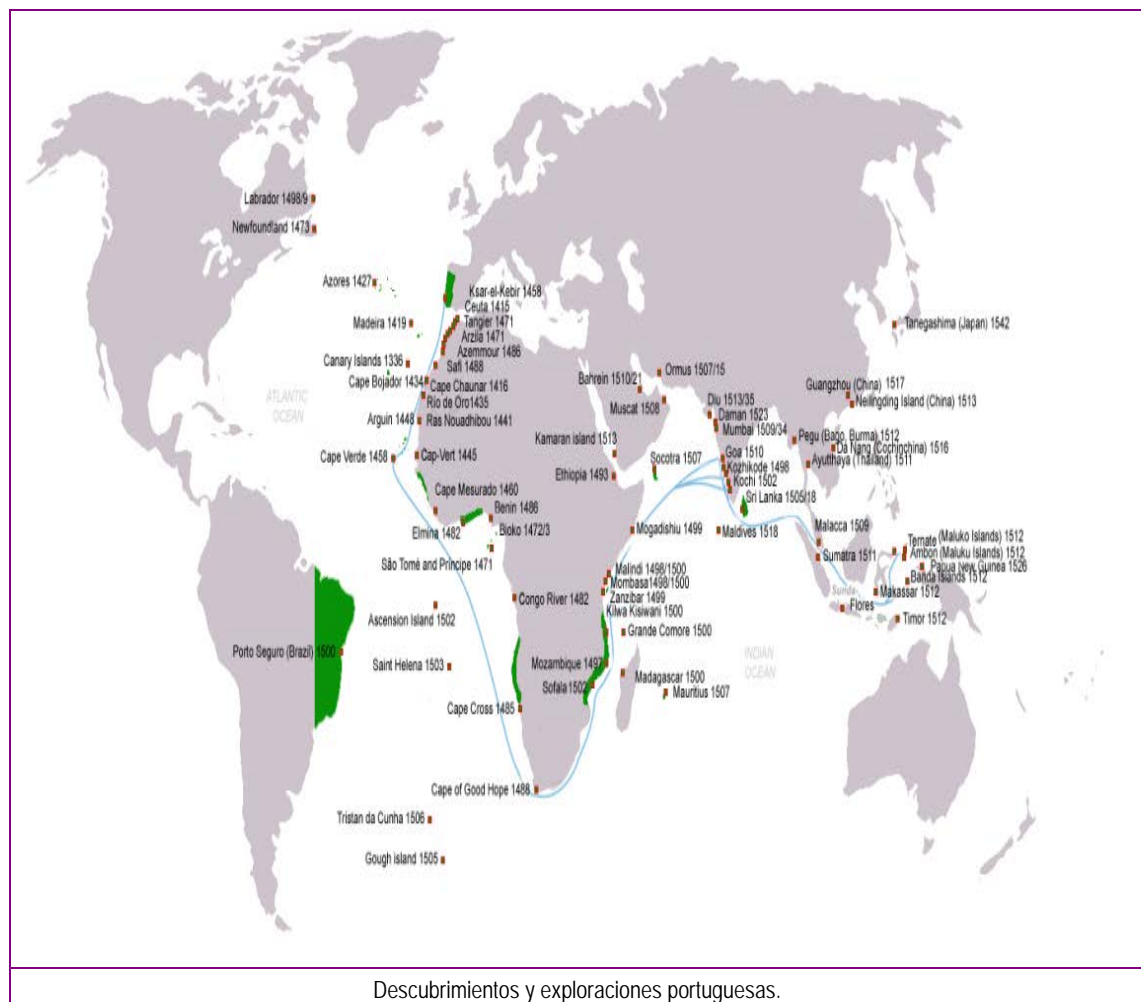 Labrador 1498/9
Newfoundland 1473
Azores 1427
Ksar-el-Kebir 1458
Ceuta 1415
Madeira 1419
Tangier 1471
Arzila 1471
Azemmour 1486
Canary Islands 1336
Safi 1488
Cape Bojador 1434
Cape Chaunar 1416
Rio de Oro1435
Arguin 1448
Ras Nouadhibou 1441
ATLANTIC
OCEAN
Cape Verde 1458
Cap-Vert 1445
Cape Mesurado 1460
Elmina 1482
Benin 1486
Bioko 1472/3
São Tomé and Principe 1471
Congo River 1482
Ascension Island 1502
Porto Seguro (Brazil) 1500
Saint Helena 1503
Cape Cross 1485
Cape of Good Hope 1488
Tristan da Cunha 1506
Gough island 1505
Tanegashima (Japan) 1542
Ormus 1507/15
Bahrein 1510/21
Muscat 1508
Guangzhou (China) 1517
Neilingding Island (China) 1513
Diu 1513/35
Daman 1523
Mumbai 1509/34
Kamaran island 1513
Pegu (Bago, Burma) 1512
Da Nang (Cochinchina) 1516
Ayutthaya (Thailand) 1511
Socotra 1507
Goa 1510
Kozhikode 1498
Kochi 1502
Ethiopia 1493
Sri Lanka 1505/18
Mogadishiu 1499
Maldives 1518
Malacca 1509
Sumatra 1511
Ternate (Maluko Islands) 1512
Ambon (Maluku Islands) 1512
Papua New Guinea 1526
Banda Islands 1512
Makassar 1512
Sunda
Flores
Timor 1512
Malindi 1498/1500
Mombasa1498/1500
Zanzibar 1499
Kilwa Kisiwani 1500
Grande Comore 1500
Mozambique 1497
Madagascar 1500
Sofala 1502
Mauritius 1507
INDIAN
OCEAN
Descubrimientos y exploraciones portuguesas.